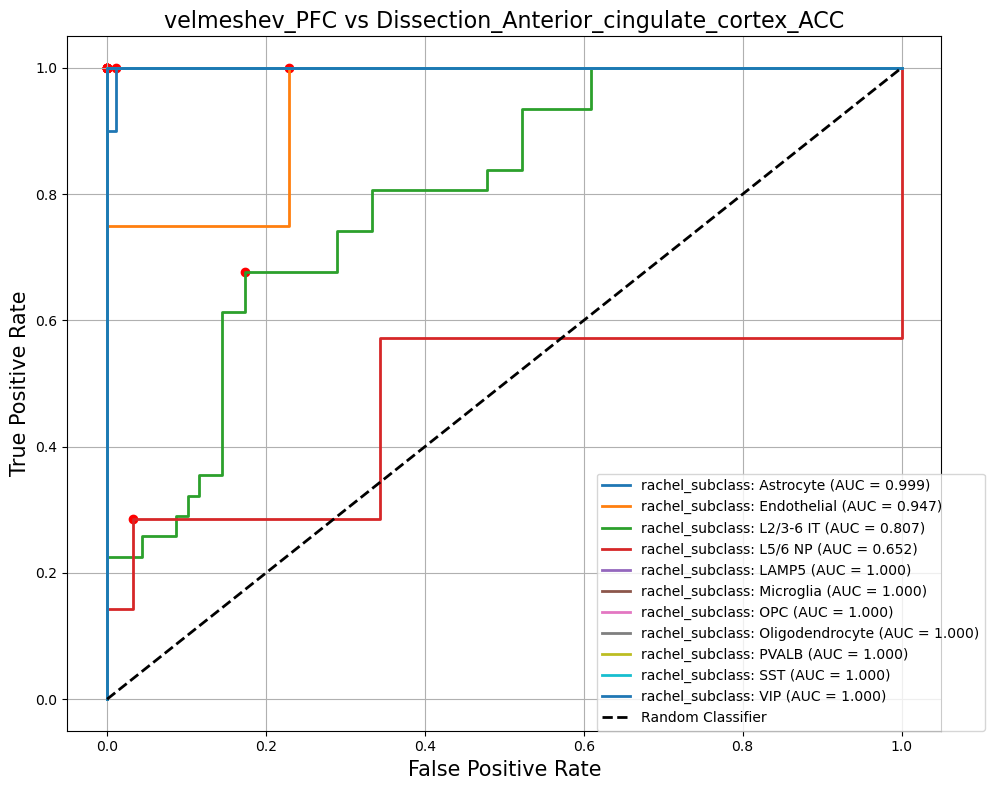 velmeshev_PFC vs Dissection_Anterior_cingulate_cortex_ACC
True Positive Rate
1.0
0.8
0.6
0.4
0.2
0.0
rachel_subclass: Astrocyte (AUC = 0.999)
rachel_subclass: Endothelial (AUC = 0.947)
rachel_subclass: L2/3-6 IT (AUC = 0.807)
rachel_subclass: L5/6 NP (AUC = 0.652)
rachel_subclass: LAMP5 (AUC = 1.000)
rachel_subclass: Microglia (AUC = 1.000)
rachel_subclass: OPC (AUC = 1.000)
rachel_subclass: Oligodendrocyte (AUC = 1.000)
rachel_subclass: PVALB (AUC = 1.000)
rachel_subclass: SST (AUC = 1.000)
rachel_subclass: VIP (AUC = 1.000)
Random Classifier
0.0 0.2 0.4 0.6 0.8 1.0
False Positive Rate